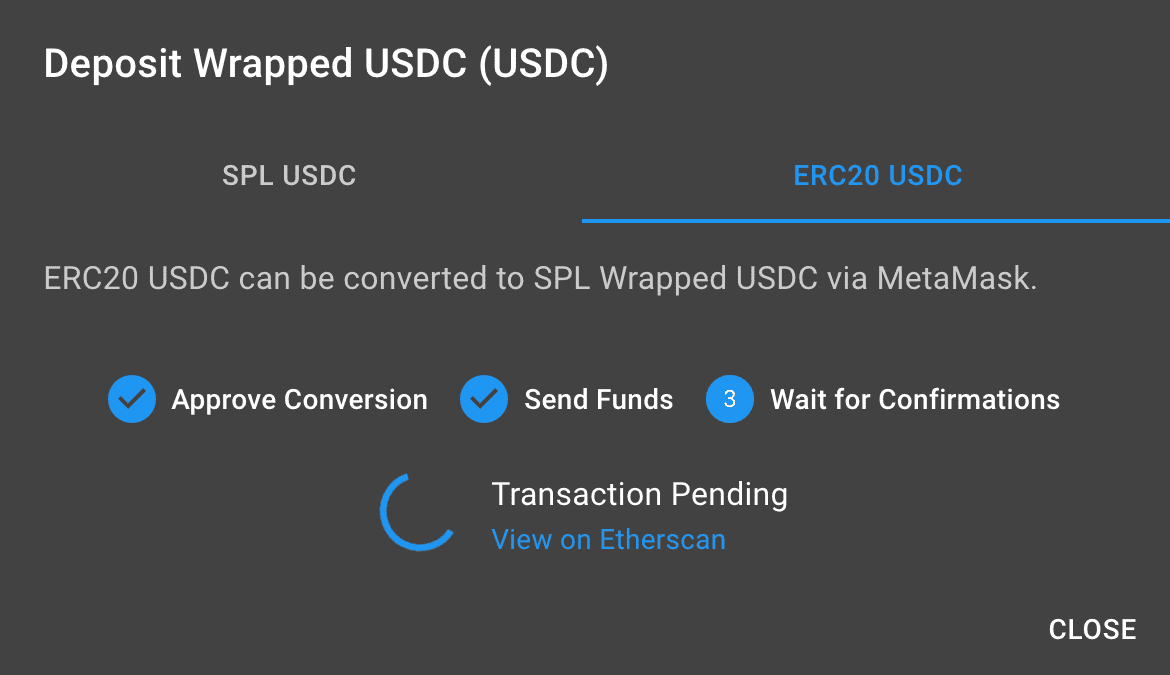 Deposit Wrapped USDC (USDC)
SPL USDC
ERC20 USDC
ERC20 USDC can be converted to SPL Wrapped USDC via MetaMask.
Approve Conversion
Send Funds
3 Wait for Confirmations
Transaction Pending
View on Etherscan
CLOSE